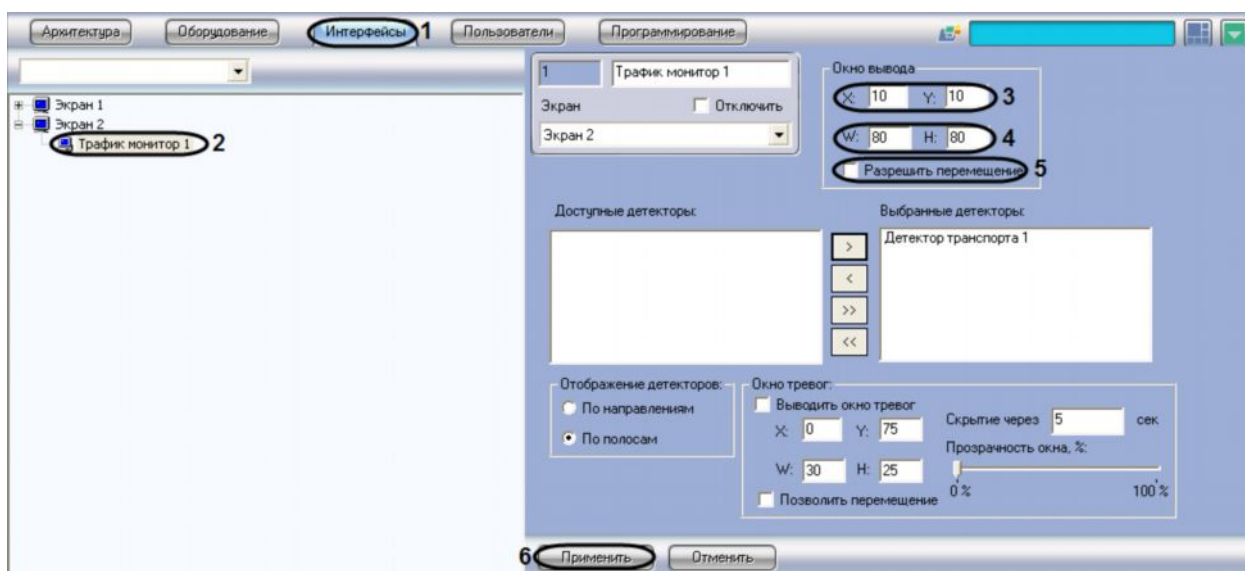 Архитектура Оборудование Интерфейсы 1 Пользователи Программирование
1 Трафик монитор 1
Экран Отключить
Экран 2
Экран 1
Экран 2
Трафик монитор 1 2
Окно вывода
X: 10 Y: 10 3
W: 80 H: 80 4
Разрешить перемещение 5
Доступные детекторы:
Выбранные детекторы:
Детектор транспорта 1
>
<
>>
<<
Отображение детекторов:
По направлениям
По полосам
Окно тревог:
Выводить окно тревог
X: 0 Y: 75
W: 30 H: 25
Позволить перемещение
Скрытие через 5 сек
Прозрачность окна, %:
0 % 100 %
6 Применить Отменить